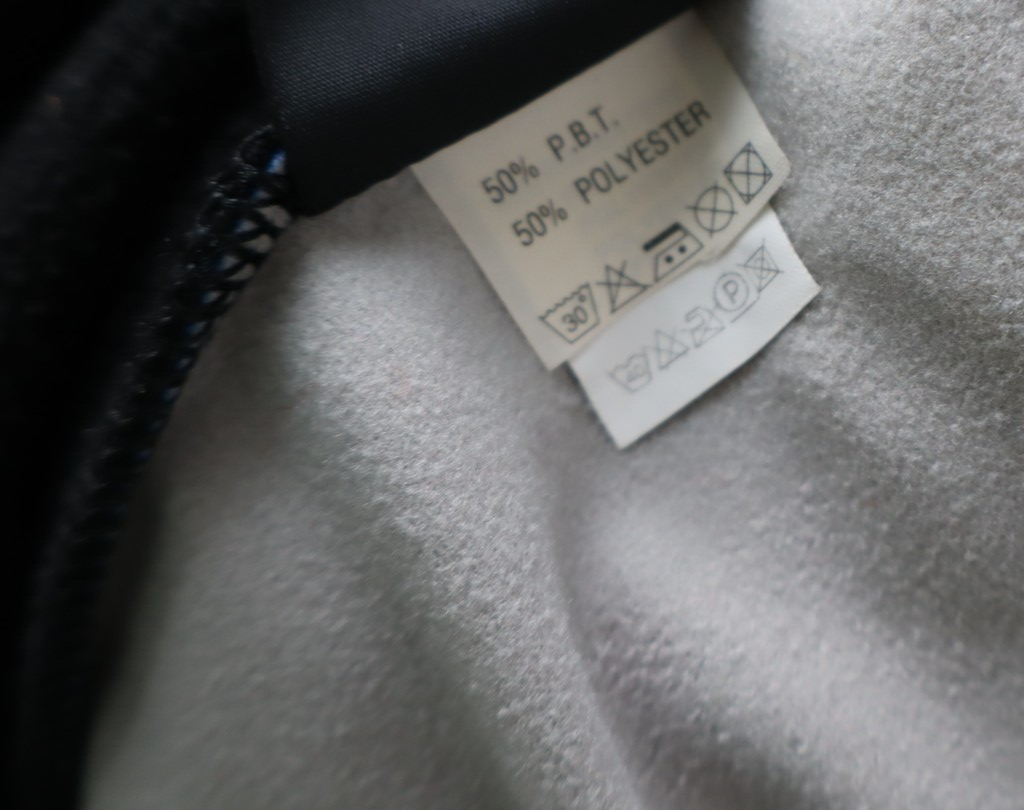 50% P.B.T.
50% POLYESTER
30°
P